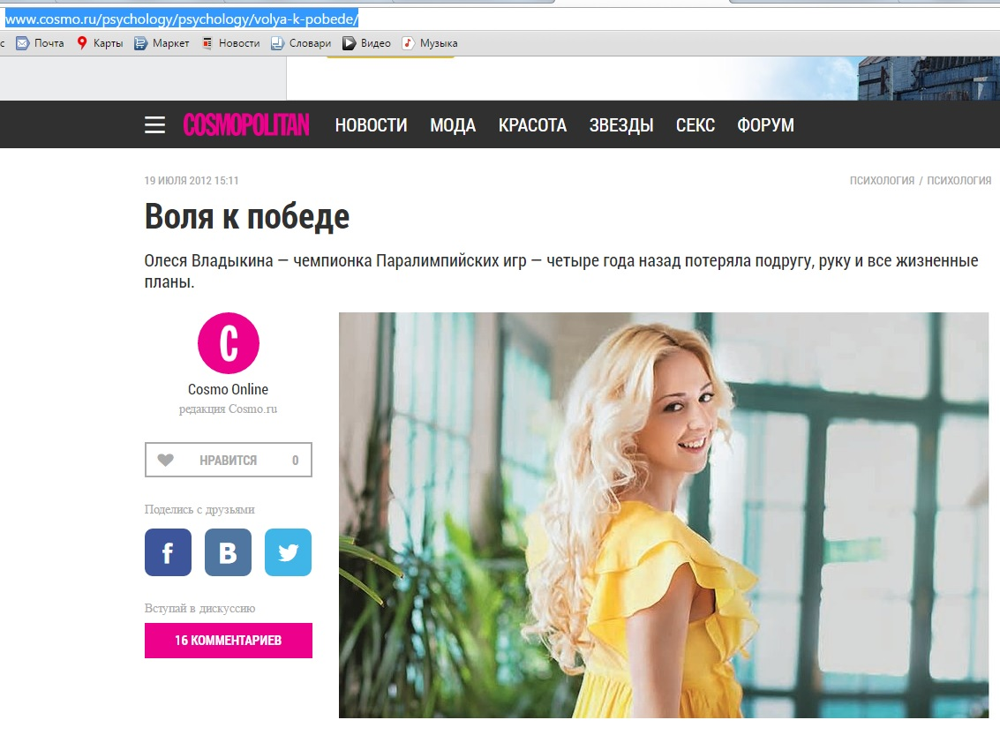 www.cosmo.ru/psychology/psychology/volya-k-pobede/
с Почта Карты Маркет Новости Словари Видео Музыка
COSMOPOLITAN НОВОСТИ МОДА КРАСОТА ЗВЕЗДЫ СЕКС ФОРУМ
19 ИЮЛЯ 2012 15:11 ПСИХОЛОГИЯ / ПСИХОЛОГИЯ
Воля к победе
Олеся Владыкина — чемпионка Паралимпийских игр — четыре года назад потеряла подругу, руку и все жизненные
планы.
C
Cosmo Online
редакция Cosmo.ru
НРАВИТСЯ 0
Поделись с друзьями
f B
Вступай в дискуссию
16 КОММЕНТАРИЕВ